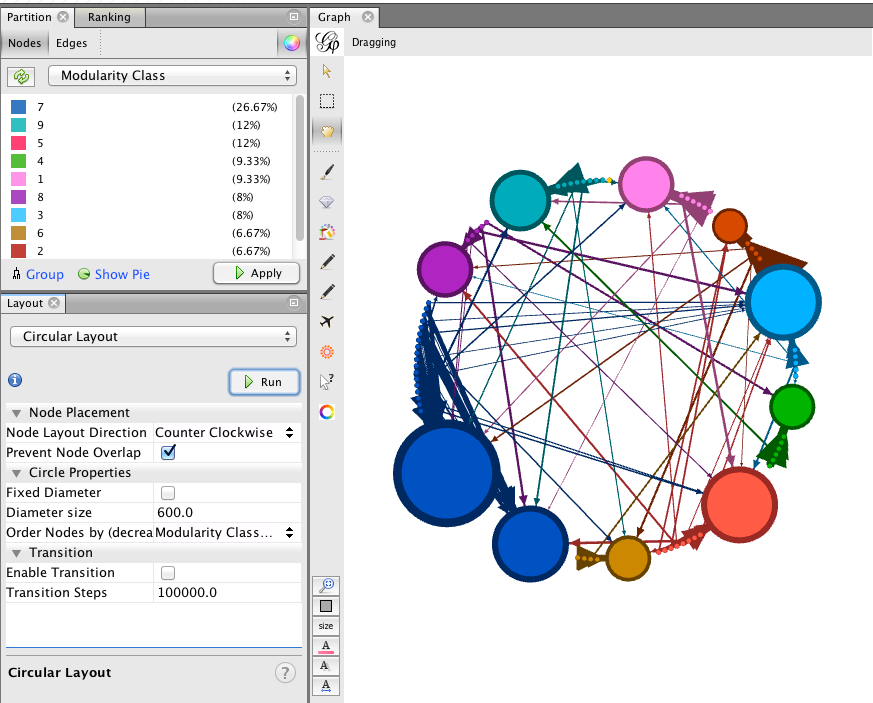 Partition Ranking
Nodes Edges
Modularity Class
7 (26.67%)
9 (12%)
5 (12%)
4 (9.33%)
1 (9.33%)
8 (8%)
3 (8%)
6 (6.67%)
2 (6.67%)
Group Show Pie Apply
Layout
Circular Layout
Run
Node Placement
Node Layout Direction Counter Clockwise
Prevent Node Overlap
Circle Properties
Fixed Diameter
Diameter size 600.0
Order Nodes by (decrea Modularity Class...
Transition
Enable Transition
Transition Steps 100000.0
Circular Layout
?
Graph
Dragging
?
size
A
A
A